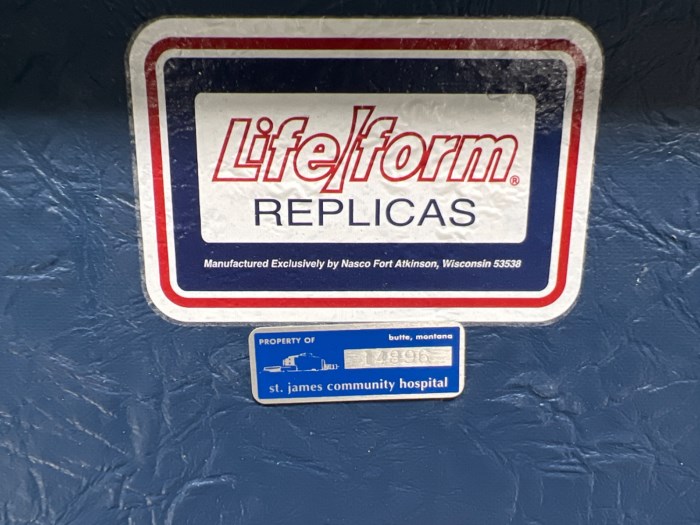 Life/form®
REPLICAS
Manufactured Exclusively by Nasco Fort Atkinson, Wisconsin 53538
PROPERTY OF
butte, montana
14896
st. james community hospital